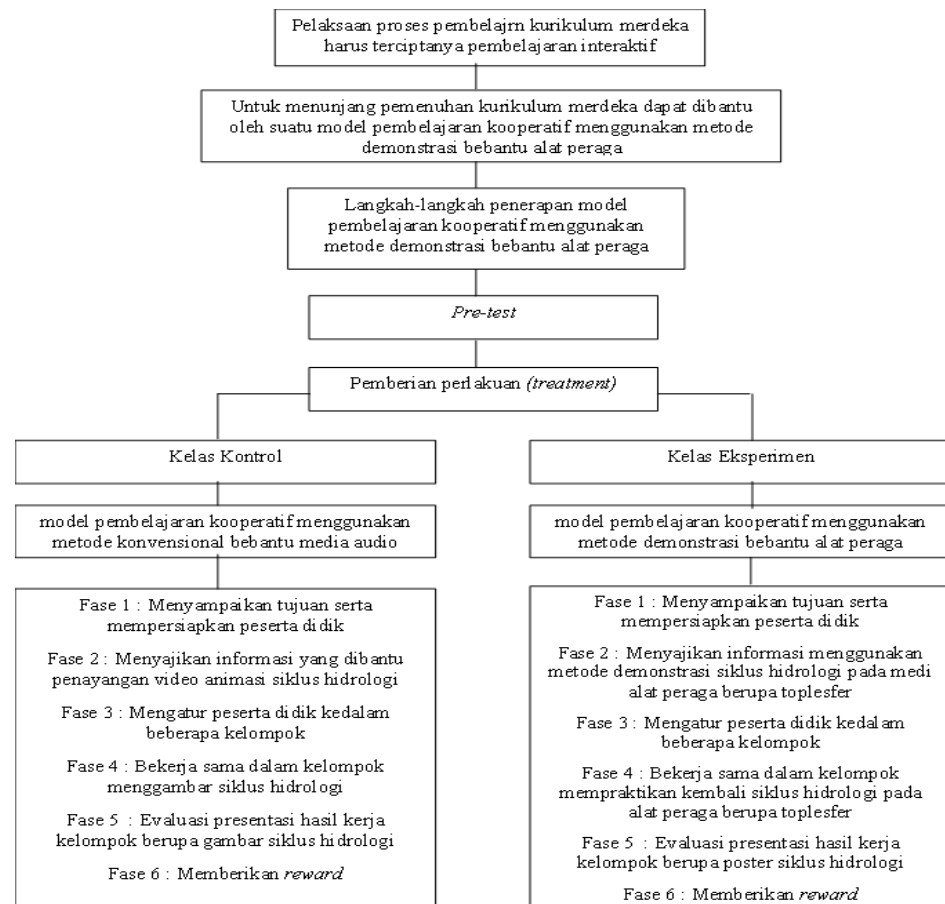 Pelaksaan proses pembelajrn kurikulum merdeka
harus terciptanya pembelajaran interaktif
Untuk menunjang pemenuhan kurikulum merdeka dapat dibantu
oleh suatu model pembelajaran kooperatif menggunakan metode
demonstrasi bebantu alat peraga
Langkah-langkah penerapan model
pembelajaran kooperatif menggunakan
metode demonstrasi bebantu alat peraga
Pre-test
Pemberian perlakuan (treatment)
Kelas Kontrol
model pembelajaran kooperatif menggunakan
metode konvensional bebantu media audio
Fase 1 : Menyampaikan tujuan serta
mempersiapkan peserta didik
Fase 2 : Menyajikan informasi yang dibantu
penayangan video animasi siklus hidrologi
Fase 3 : Mengatur peserta didik kedalam
beberapa kelompok
Fase 4 : Bekerja sama dalam kelompok
menggambar siklus hidrologi
Fase 5 : Evaluasi presentasi hasil kerja
kelompok berupa gambar siklus hidrologi
Fase 6 : Memberikan reward
Kelas Eksperimen
model pembelajaran kooperatif menggunakan
metode demonstrasi bebantu alat peraga
Fase 1 : Menyampaikan tujuan serta
mempersiapkan peserta didik
Fase 2 : Menyajikan informasi menggunakan
metode demonstrasi siklus hidrologi pada medi
alat peraga berupa toplesfer
Fase 3 : Mengatur peserta didik kedalam
beberapa kelompok
Fase 4 : Bekerja sama dalam kelompok
mempraktikan kembali siklus hidrologi pada
alat peraga berupa toplesfer
Fase 5 : Evaluasi presentasi hasil kerja
kelompok berupa poster siklus hidrologi
Fase 6 : Memberikan reward